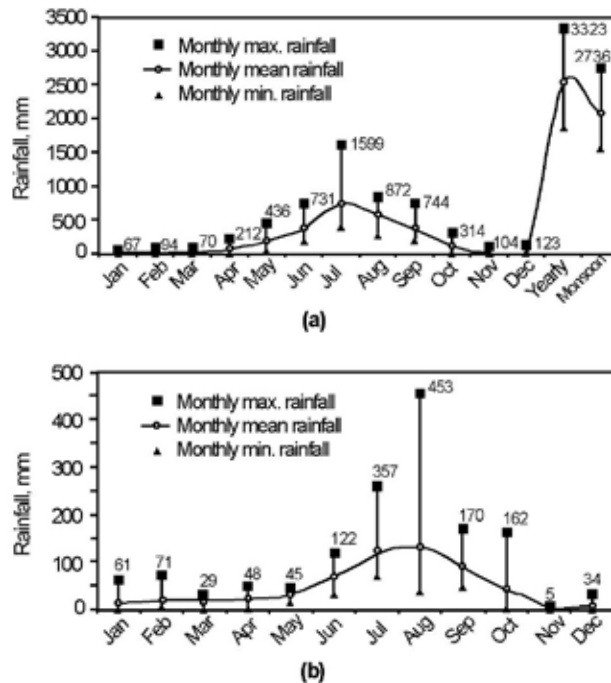 3500
3000
2500
2000
1500
1000
500
0
Rainfall, mm
Monthly max. rainfall
Monthly mean rainfall
Monthly min. rainfall
67
94
70
212
436
731
1599
872
744
314
104
123
3323
2736
Jan
Feb
Mar
Apr
May
Jun
Jul
Aug
Sep
Oct
Nov
Dec
Yearly
Monsoon
(a)
500
400
300
200
100
0
Rainfall, mm
Monthly max. rainfall
Monthly mean rainfall
Monthly min. rainfall
61
71
29
48
45
122
357
453
170
162
5
34
Jan
Feb
Mar
Apr
May
Jun
Jul
Aug
Sep
Oct
Nov
Dec
(b)